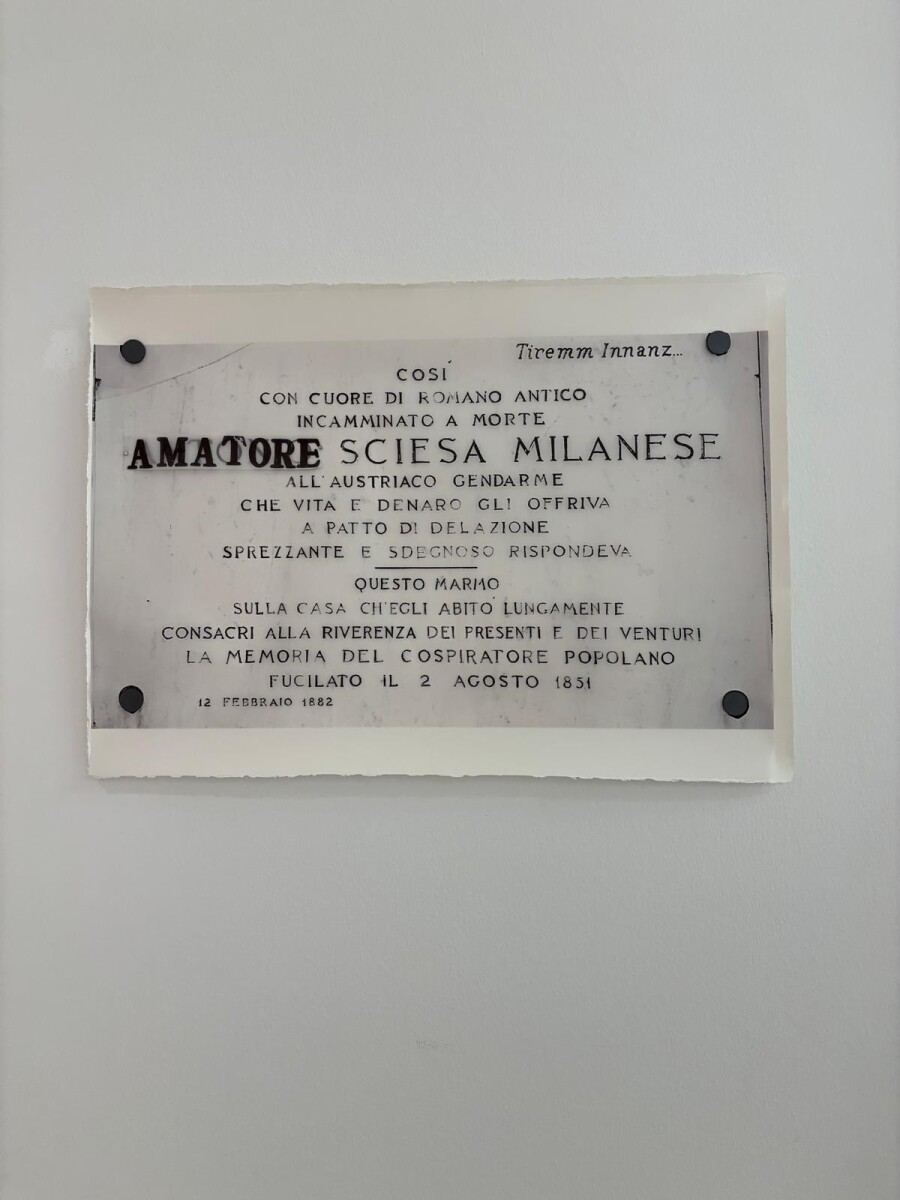 Tiremm Innanz...
COSÌ
CON CUORE DI ROMANO ANTICO
INCAMMINATO A MORTE
AMATORE SCIESA MILANESE
ALL'AUSTRIACO GENDARME
CHE VITA E DENARO GLI OFFRIVA
A PATTO DI DELAZIONE
SPREZZANTE E SDEGNOSO RISPONDEVA
QUESTO MARMO
SULLA CASA CH'EGLI ABITÒ LUNGAMENTE
CONSACRI ALLA RIVERENZA DEI PRESENTI E DEI VENTURI
LA MEMORIA DEL COSPIRATORE POPOLANO
FUCILATO IL 2 AGOSTO 1851
12 FEBBRAIO 1882